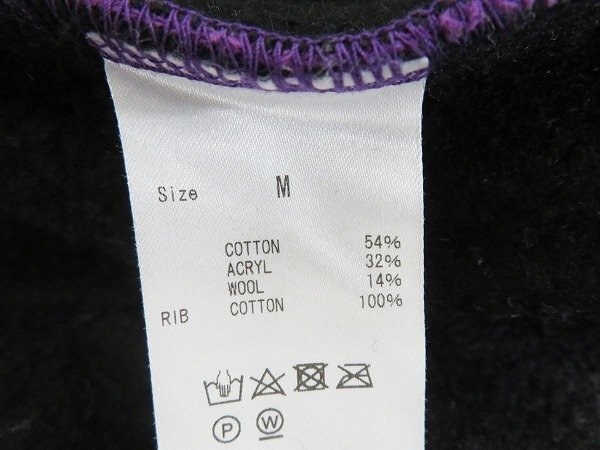 Size M
COTTON 54%
ACRYL 32%
WOOL 14%
RIB COTTON 100%
P W